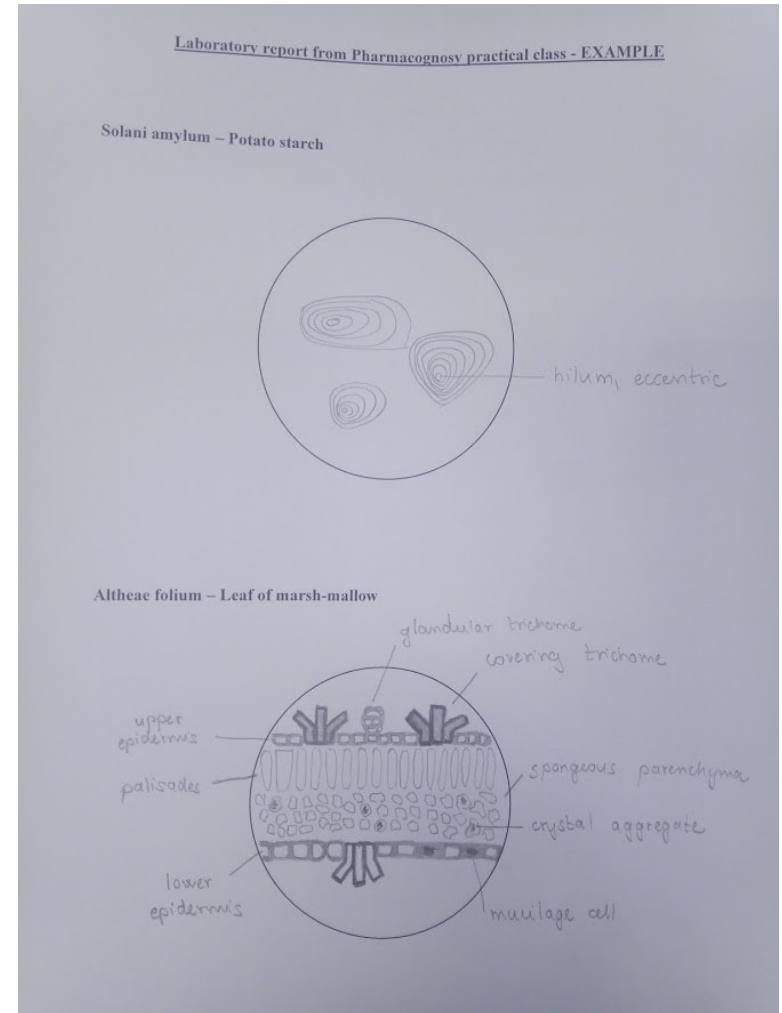 Laboratory report from Pharmacognosy practical class - EXAMPLE
Solani amylum – Potato starch
hilum, eccentric
Altheae folium – Leaf of marsh-mallow
glandular trichome
covering trichome
upper
epidermis
palisades
spongeous parenchyma
crystal aggregate
lower
epidermis
mucilage cell